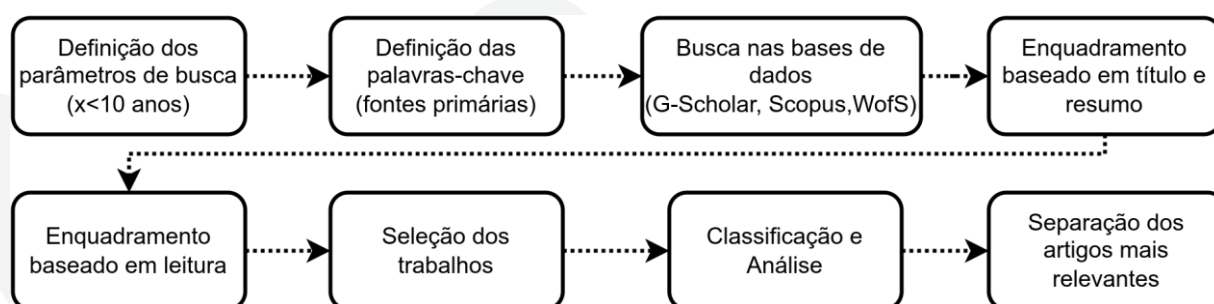 Definição dos
parâmetros de busca
(x<10 anos)
Definição das
palavras-chave
(fontes primárias)
Busca nas bases de
dados
(G-Scholar, Scopus,WofS)
Enquadramento
baseado em título e
resumo
Enquadramento
baseado em leitura
Seleção dos
trabalhos
Classificação e
Análise
Separação dos
artigos mais
relevantes